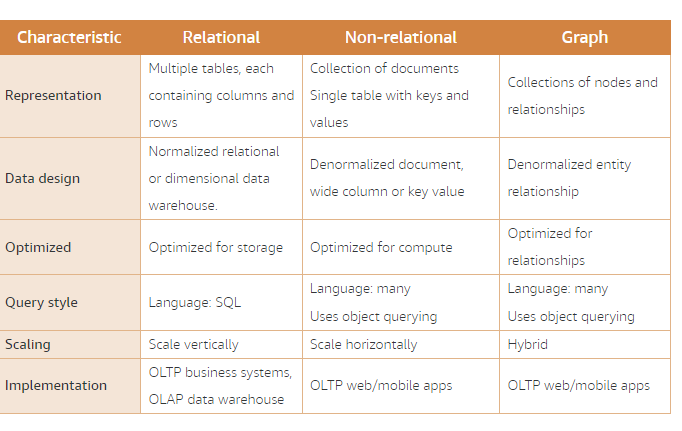 Characteristic Relational Non-relational Graph
Representation
Multiple tables, each
containing columns and
rows
Collection of documents
Single table with keys and
values
Collections of nodes and
relationships
Data design
Normalized relational
or dimensional data
warehouse.
Denormalized document,
wide column or key value
Denormalized entity
relationship
Optimized
Optimized for storage
Optimized for compute
Optimized for
relationships
Query style
Language: SQL
Language: many
Uses object querying
Language: many
Uses object querying
Scaling
Scale vertically
Scale horizontally
Hybrid
Implementation
OLTP business systems,
OLAP data warehouse
OLTP web/mobile apps
OLTP web/mobile apps